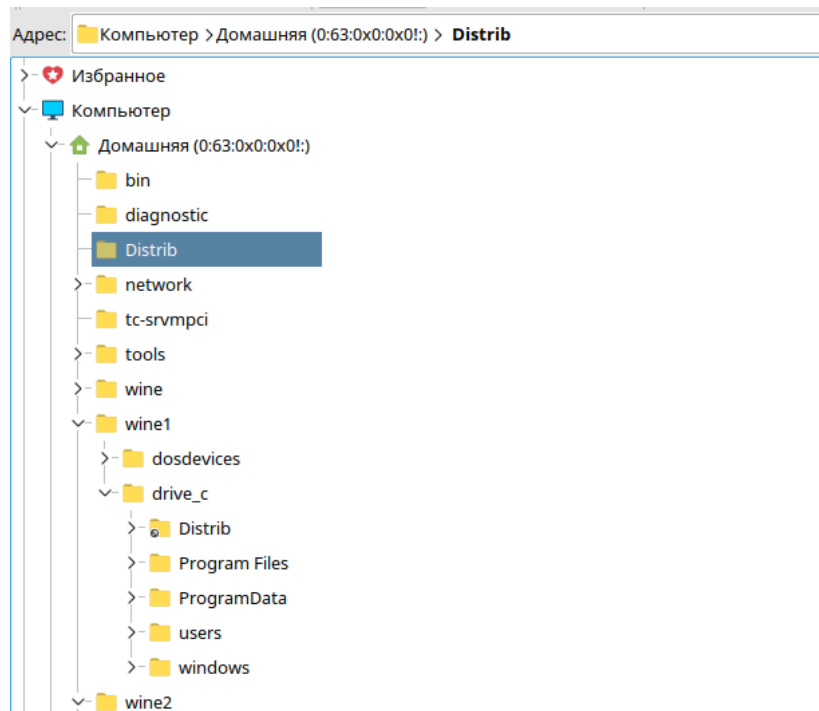 Адрес: Компьютер > Домашняя (0:63:0x0:0x0!:) > Distrib
Избранное
Компьютер
Домашняя (0:63:0x0:0x0!:)
bin
diagnostic
Distrib
network
tc-srvmpci
tools
wine
wine1
dosdevices
drive_c
Distrib
Program Files
ProgramData
users
windows
wine2